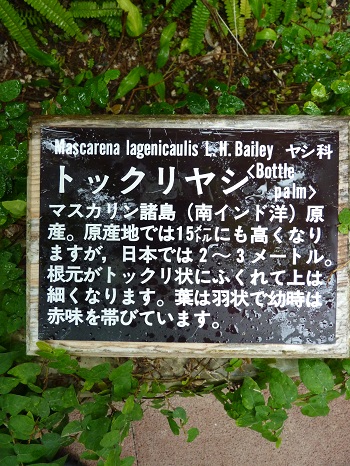 Mascarena lagenicaulis L.H.Bailey ヤシ科
トックリヤシ<Bottle palm>
マスカリン諸島（南インド洋）原
産。原産地では15㍍にも高くなり
ますが，日本では２～３メートル。
根元がトックリ状にふくれて上は
細くなります。葉は羽状で幼時は
赤味を帯びています。